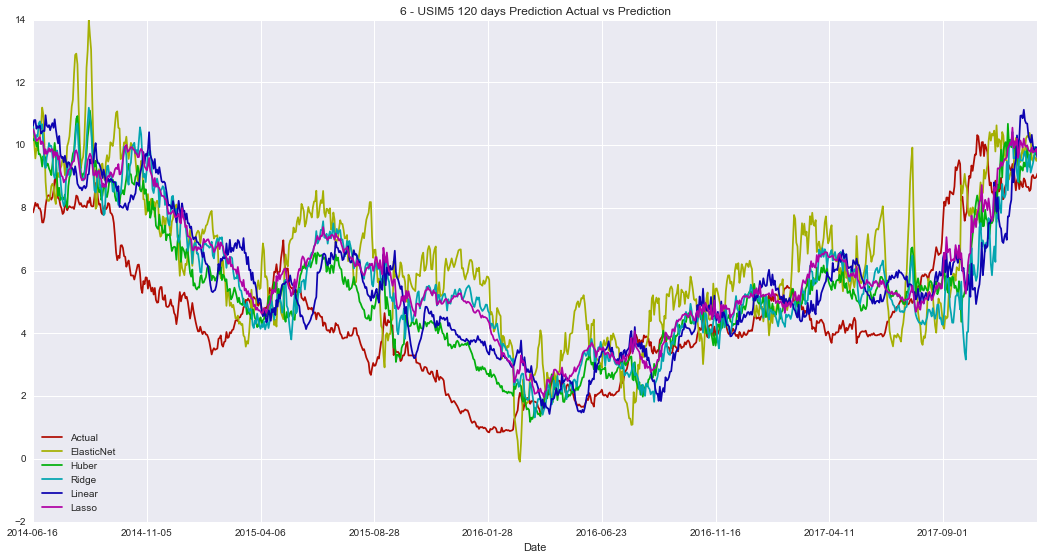 6 - USIM5 120 days Prediction Actual vs Prediction
14
12
10
8
6
4
2
0
−2
Actual
ElasticNet
Huber
Ridge
Linear
Lasso
2014-06-16 2014-11-05 2015-04-06 2015-08-28 2016-01-28 2016-06-23 2016-11-16 2017-04-11 2017-09-01
Date